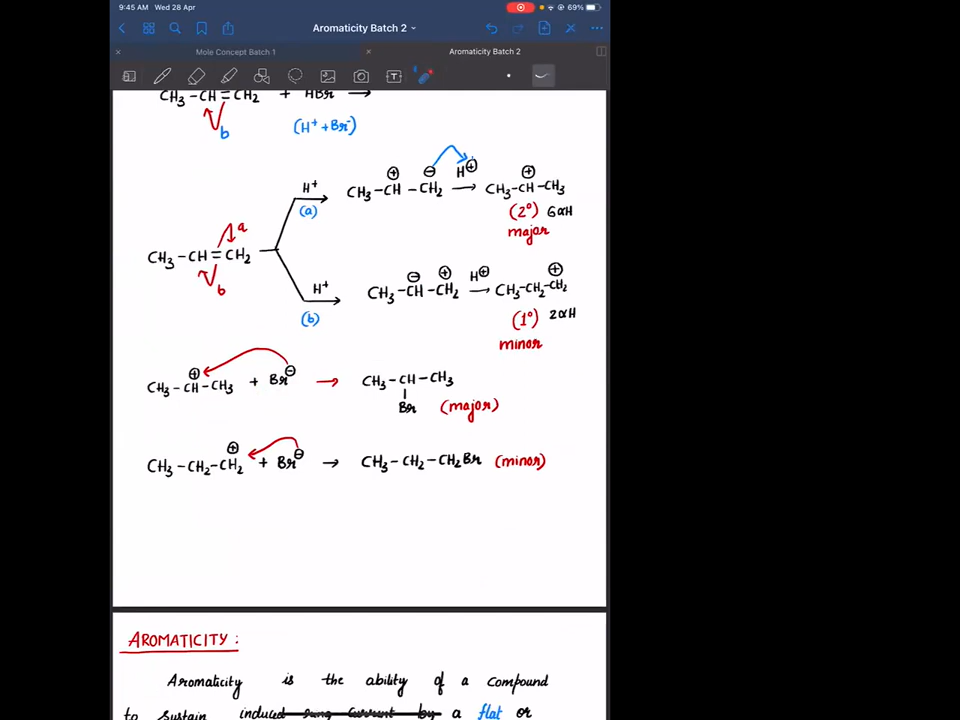 9:45 AM Wed 28 Apr
69%
Aromaticity Batch 2
Mole Concept Batch 1
Aromaticity Batch 2
CH₃-CH=CH₂ + HBr →
b
(H⁺+Br⁻)
H⁺
(a)
CH₃-CH⊕-CH₂⊖ H⊕ → CH₃-CH⊕-CH₃
(2°) 6αH
major
CH₃-CH=CH₂
a
b
H⁺
(b)
CH₃-CH⊖-CH₂⊕ H⊕ → CH₃-CH₂-CH₂⊕
(1°) 2αH
minor
CH₃-CH⊕-CH₃ + Br⊖ → CH₃-CH-CH₃
Br (major)
CH₃-CH₂-CH₂⊕ + Br⊖ → CH₃-CH₂-CH₂Br (minor)
AROMATICITY:
Aromaticity is the ability of a compound
to sustain induced ring current by a flat or